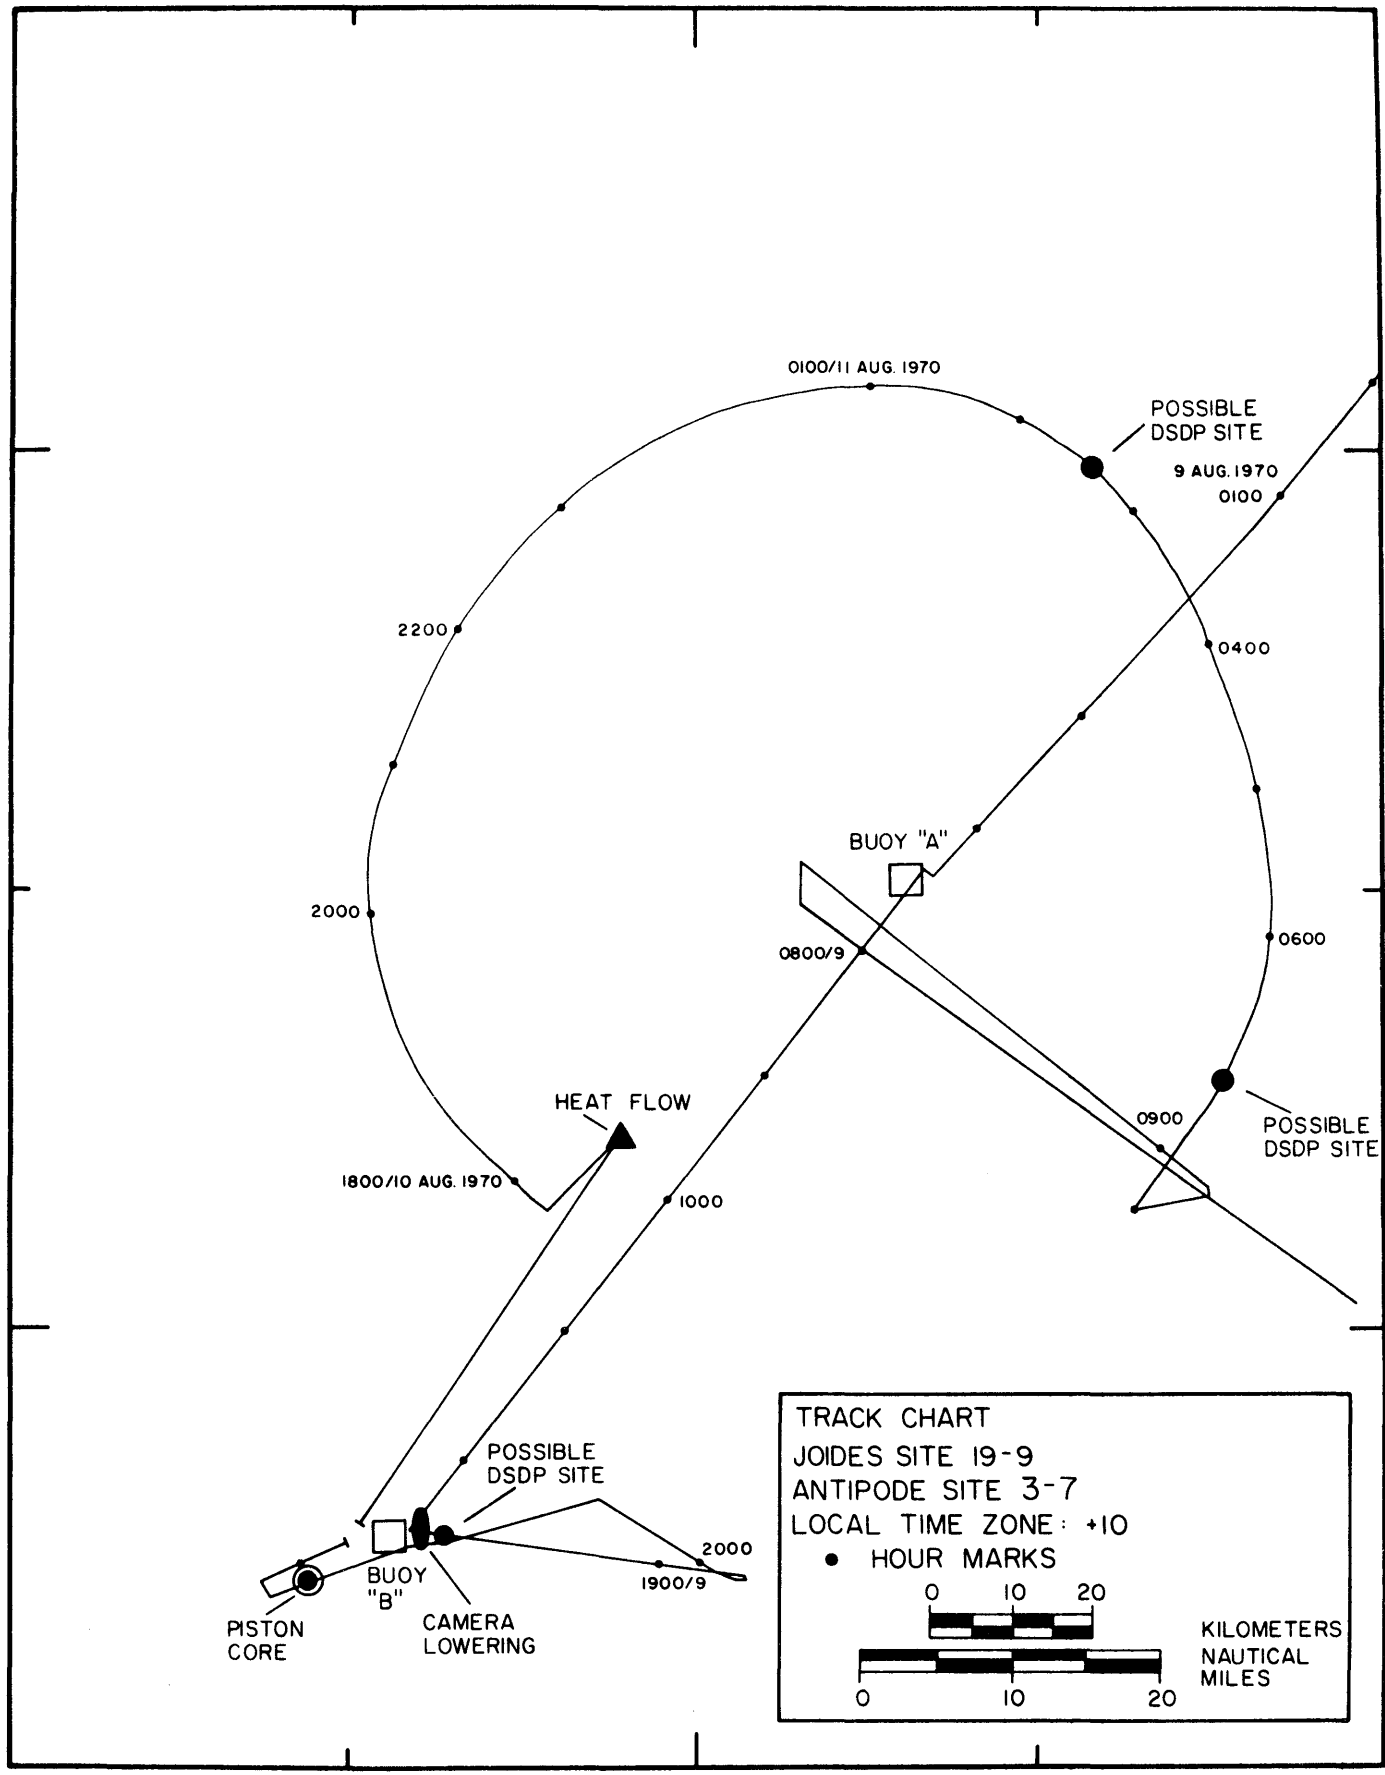 0100/11 AUG. 1970
POSSIBLE
DSDP SITE
9 AUG. 1970
0100
2200
0400
BUOY "A"
2000
0600
0800/9
HEAT FLOW
0900
POSSIBLE
DSDP SITE
1800/10 AUG. 1970
1000
POSSIBLE
DSDP SITE
2000
1900/9
BUOY
"B"
PISTON
CORE
CAMERA
LOWERING
TRACK CHART
JOIDES SITE 19-9
ANTIPODE SITE 3-7
LOCAL TIME ZONE: +10
● HOUR MARKS
0 10 20
KILOMETERS
NAUTICAL
MILES
0 10 20